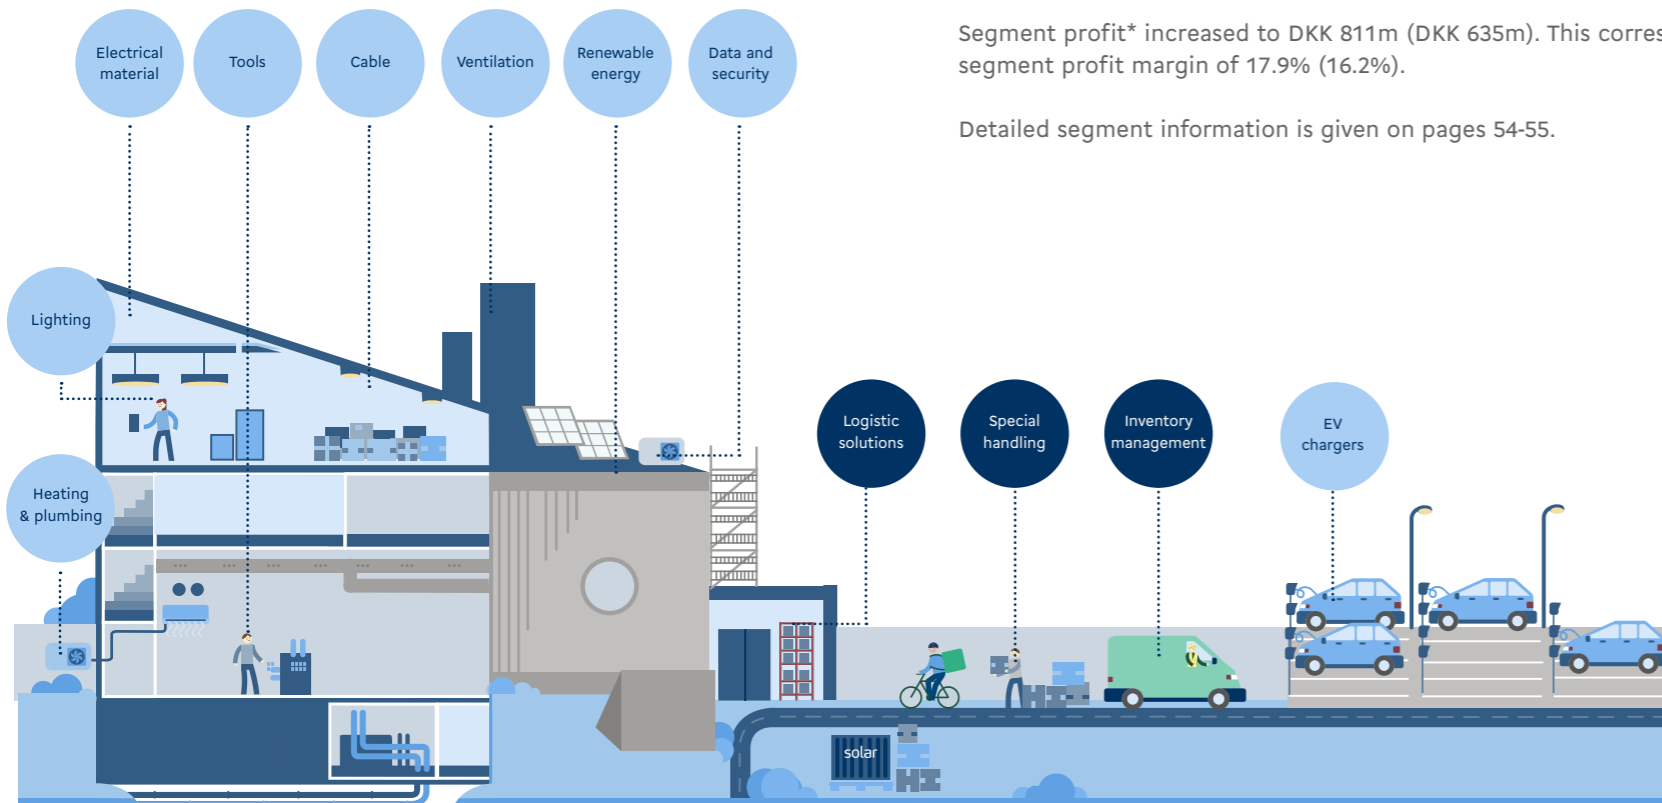 Electrical
material
Tools
Cable
Ventilation
Renewable
energy
Data and
security
Segment profit* increased to DKK 811m (DKK 635m). This corres
segment profit margin of 17.9% (16.2%).
Detailed segment information is given on pages 54-55.
Lighting
Heating
& plumbing
Logistic
solutions
Special
handling
Inventory
management
EV
chargers
solar